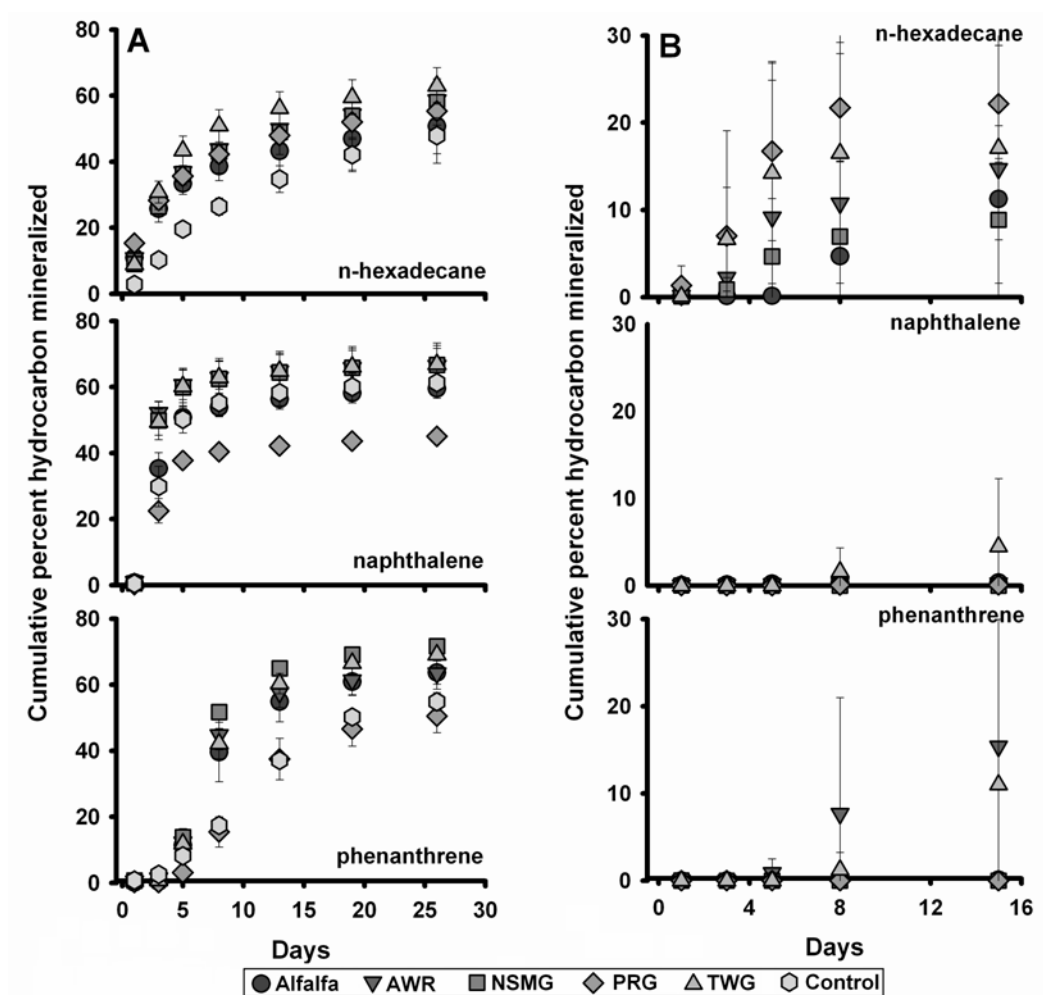 A
Cumulative percent hydrocarbon mineralized
80
60
40
20
0
n-hexadecane
80
60
40
20
0
naphthalene
80
60
40
20
0
phenanthrene
0 5 10 15 20 25 30
Days
B
Cumulative percent hydrocarbon mineralized
n-hexadecane
30
20
10
0
naphthalene
30
20
10
0
phenanthrene
30
20
10
0
0 4 8 12 16
Days
Alfalfa AWR NSMG PRG TWG Control